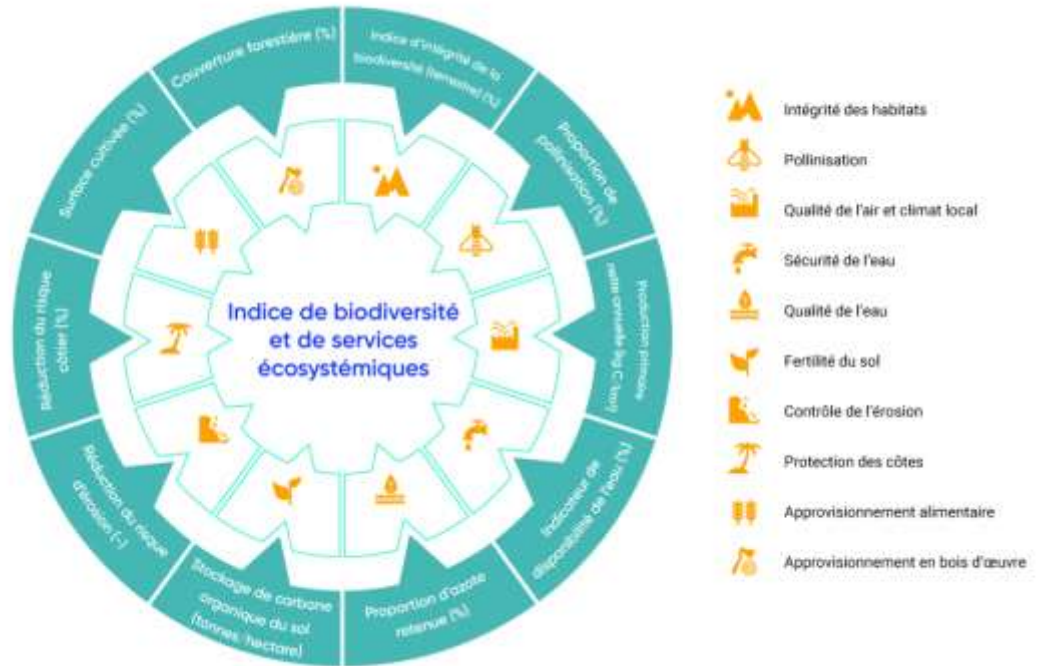 Couverture forestière (%)
Indice d'intégrité de la
biodiversité (terrestre) (%)
Proportion de
pollinisation (%)
Production primaire
nette annuelle
Indicateur de
disponibilité de l'eau (%)
Proportion d'azote
retenue (%)
Stockage de carbone
organique du sol
(tonnes/hectare)
Réduction du risque
d'érosion (-)
Réduction du risque
côtier (%)
Surface cultivée (%)
Indice de biodiversité
et de services
écosystémiques
Intégrité des habitats
Pollinisation
Qualité de l'air et climat local
Sécurité de l'eau
Qualité de l'eau
Fertilité du sol
Contrôle de l'érosion
Protection des côtes
Approvisionnement alimentaire
Approvisionnement en bois d'œuvre